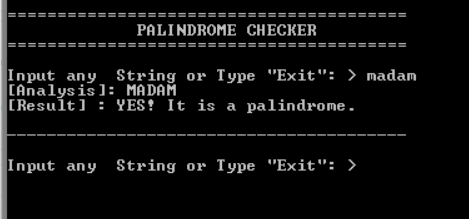 ================================================
PALINDROME CHECKER
================================================
Input any  String or Type "Exit": > madam
[Analysis]: MADAM
[Result] : YES! It is a palindrome.
------------------------------------------------
Input any  String or Type "Exit": >